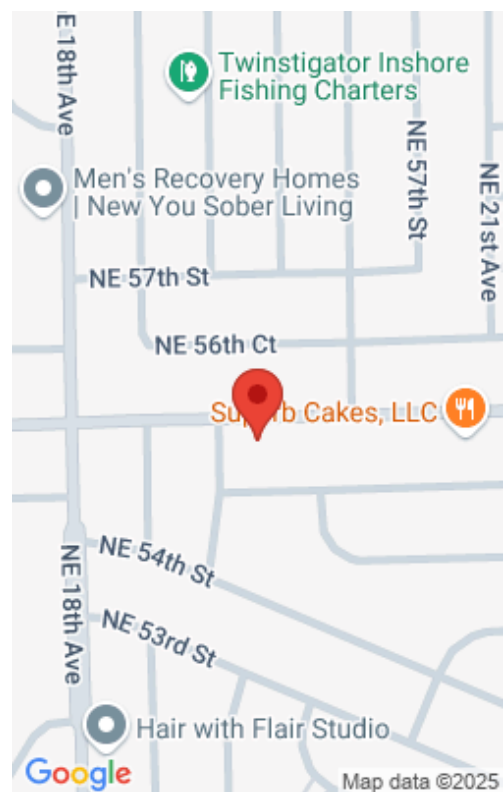 NE 18th Ave
Twinstigator Inshore
Fishing Charters
NE 57th St
NE 21st Ave
Men's Recovery Homes
| New You Sober Living
NE 57th St
NE 56th Ct
Superb Cakes, LLC
NE 54th St
NE 18th Ave
NE 53rd St
Hair with Flair Studio
Google
Map data ©2025